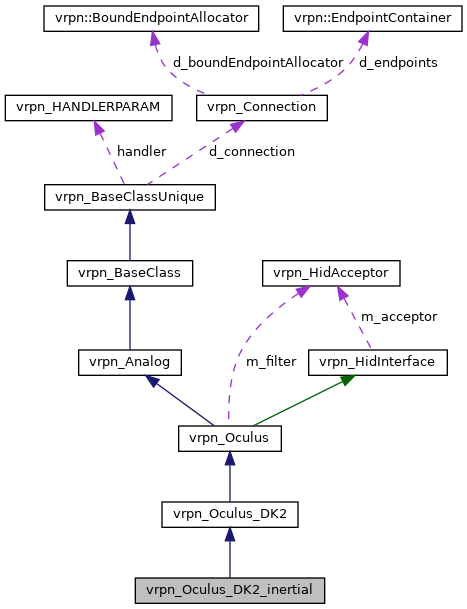 vrpn::BoundEndpointAllocator
vrpn::EndpointContainer
d_boundEndpointAllocator
d_endpoints
vrpn_HANDLERPARAM
vrpn_Connection
handler
d_connection
vrpn_BaseClassUnique
vrpn_BaseClass
vrpn_HidAcceptor
m_acceptor
vrpn_Analog
m_filter
vrpn_HidInterface
vrpn_Oculus
vrpn_Oculus_DK2
vrpn_Oculus_DK2_inertial